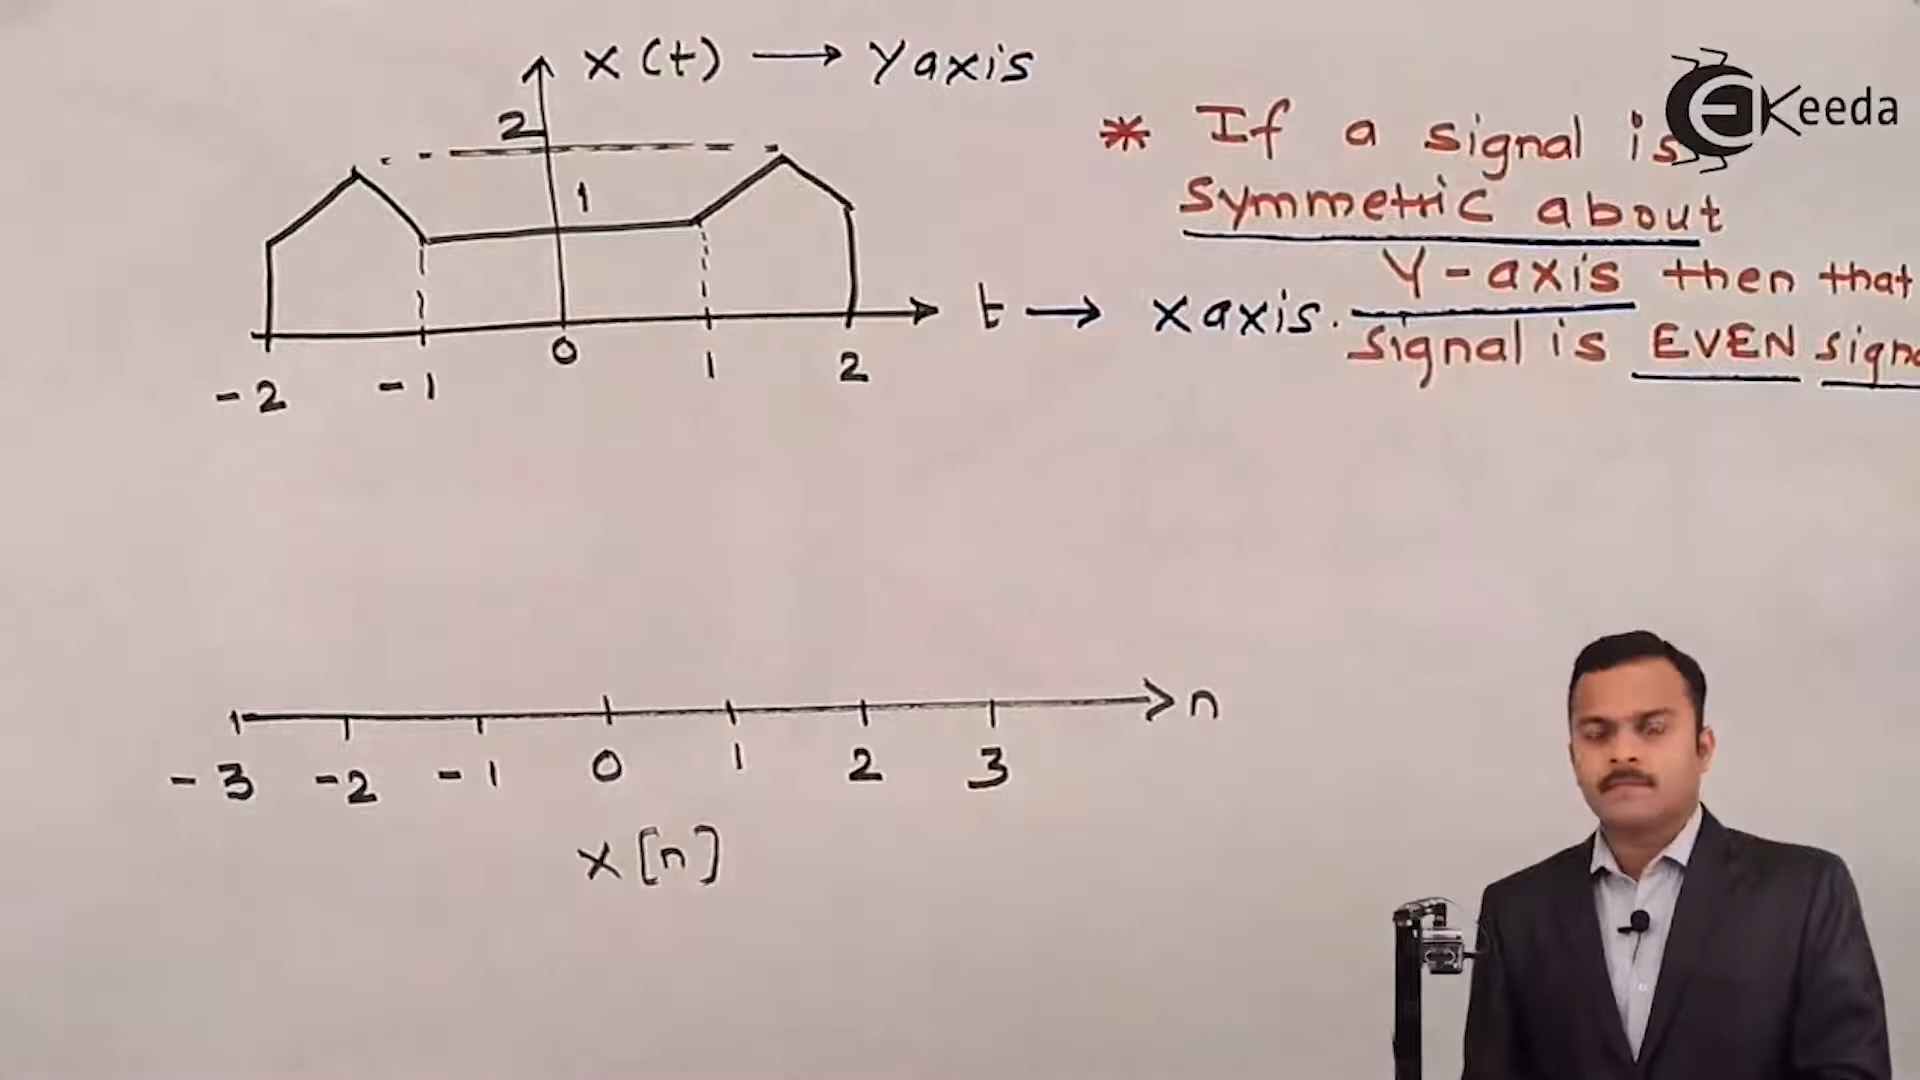 x(t) → Y axis
2
1
-2 -1 0 1 2
t → x axis.
* If a signal is
symmetric about
Y-axis then that
signal is EVEN
EKeeda
n
-3 -2 -1 0 1 2 3
x[n]